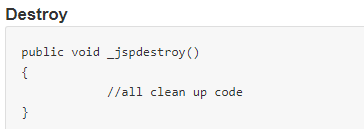 Destroy
public void _jspdestroy()
{
//all clean up code
}